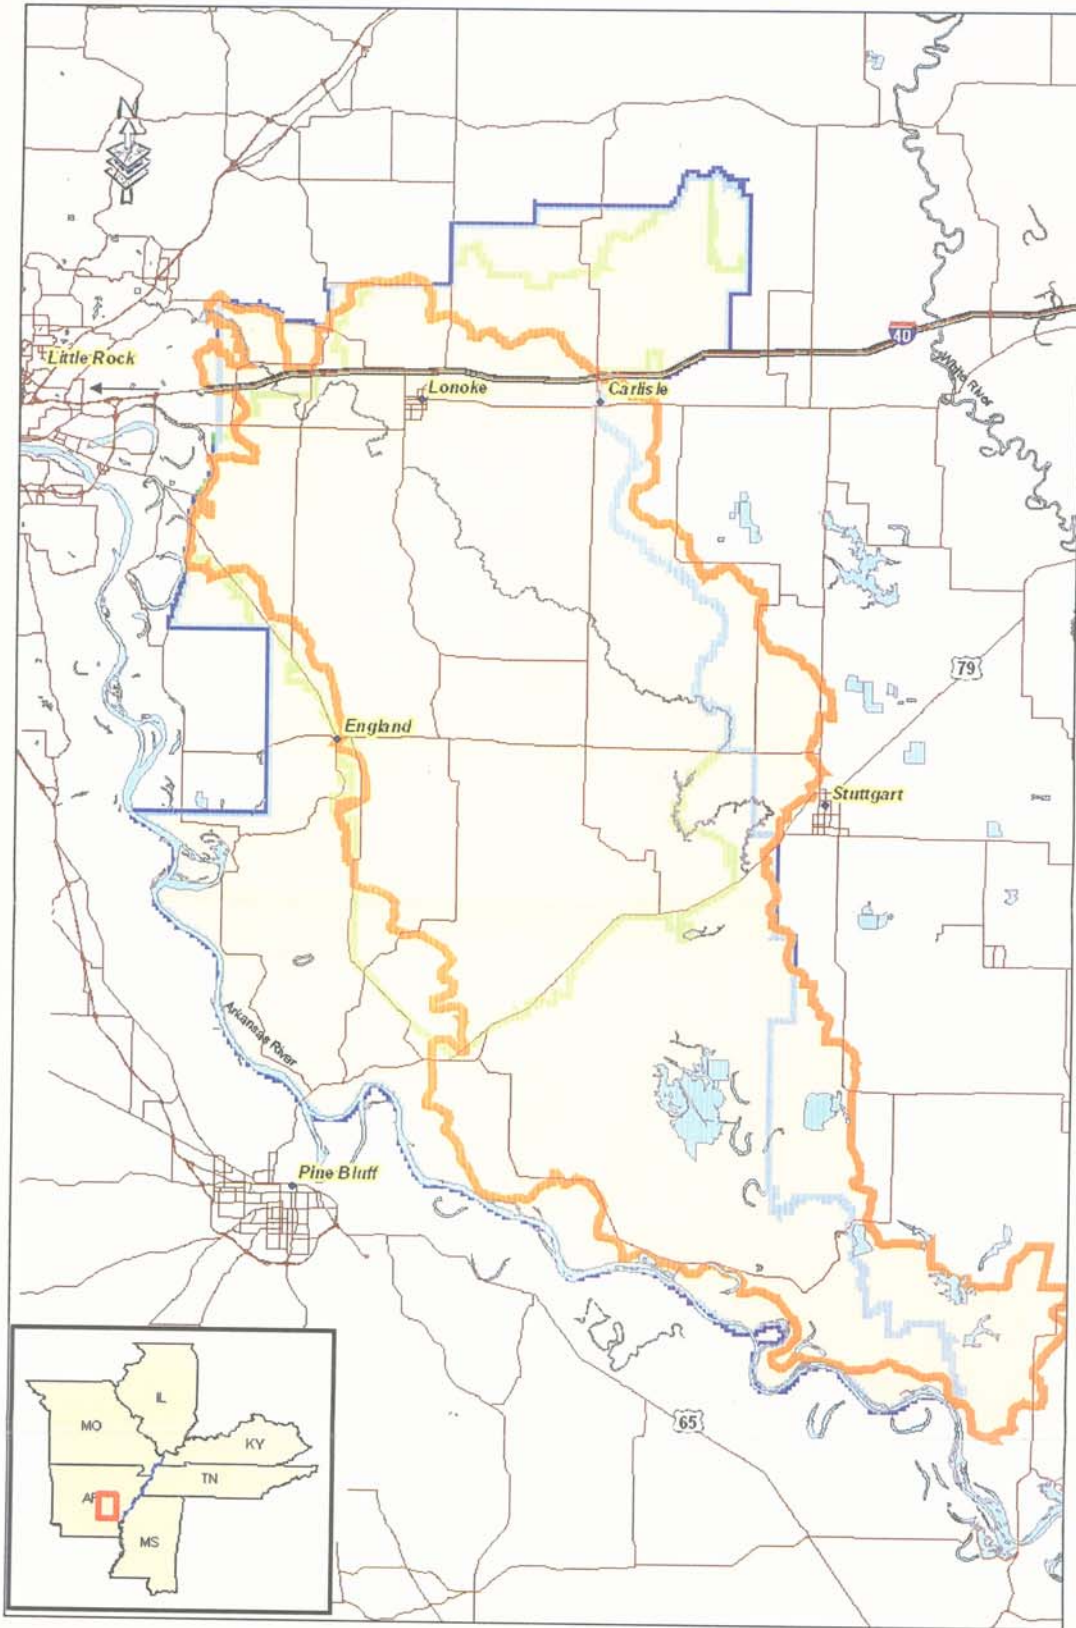 40
Little Rock
White River
Lonoke
Carlisle
79
England
Stuttgart
Arkansas River
Pine Bluff
65
IL
MO
KY
TN
MS